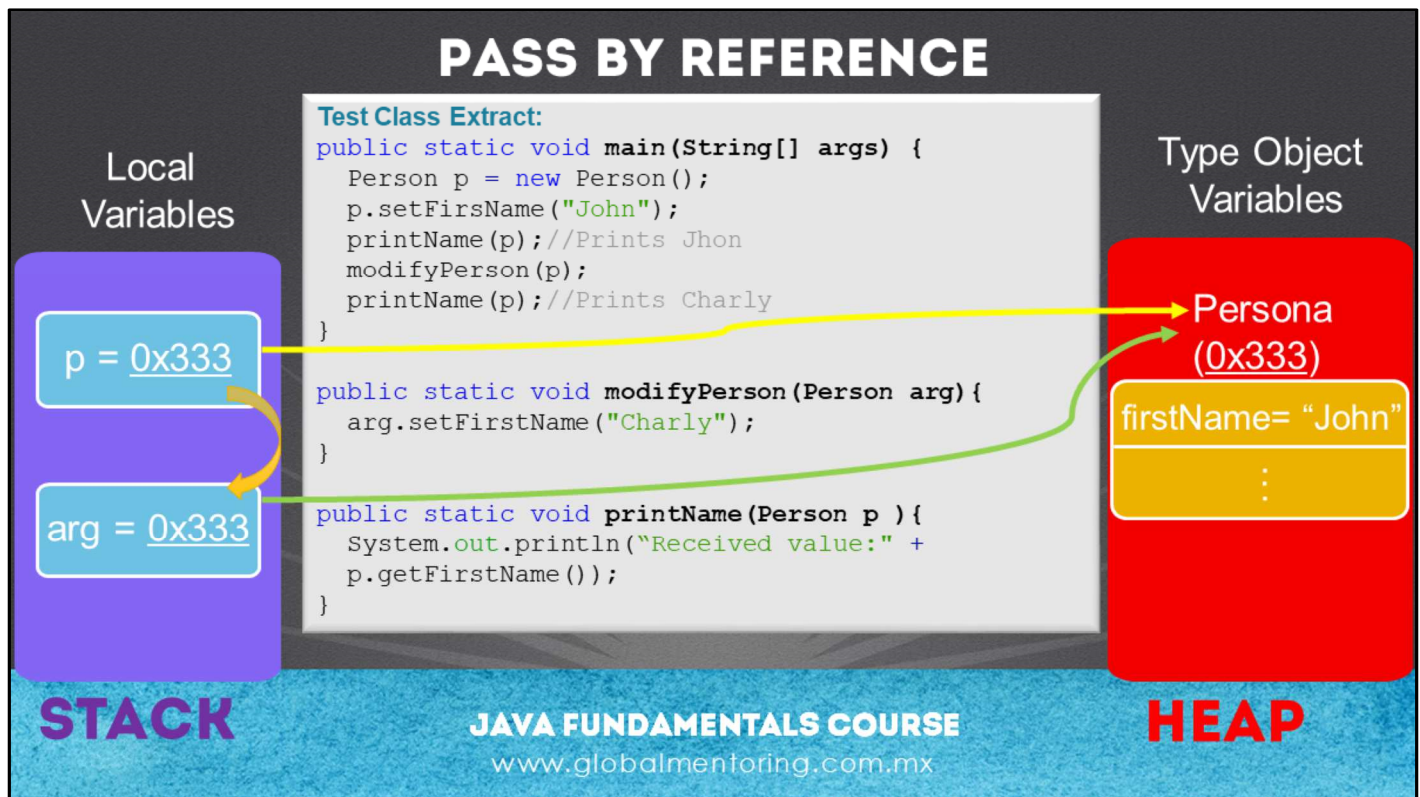 PASS BY REFERENCE
Local
Variables
p = 0x333
arg = 0x333
STACK
Test Class Extract:
public static void main(String[] args) {
  Person p = new Person();
  p.setFirsName("John");
  printName(p);//Prints Jhon
  modifyPerson(p);
  printName(p);//Prints Charly
}
public static void modifyPerson(Person arg){
  arg.setFirstName("Charly");
}
public static void printName(Person p ){
  System.out.println(‟Received value:" +
  p.getFirstName());
}
Type Object
Variables
Persona
(0x333)
firstName= “John”
⋮
HEAP
JAVA FUNDAMENTALS COURSE
www.globalmentoring.com.mx